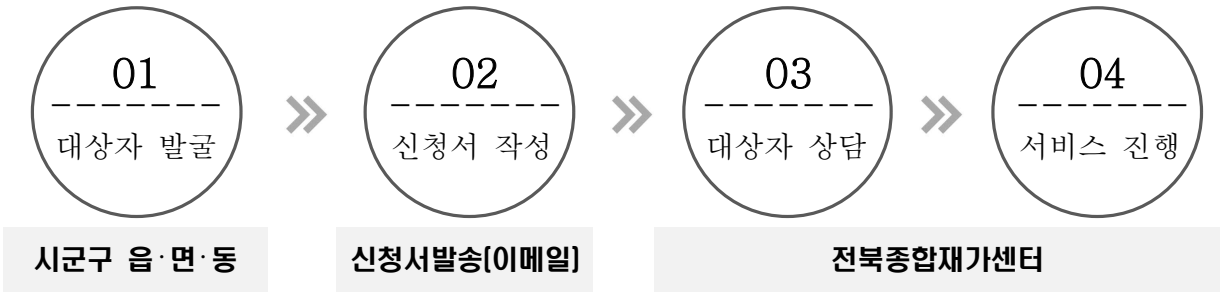 01
대상자 발굴
02
신청서 작성
03
대상자 상담
04
서비스 진행
시군구 읍·면·동
신청서발송(이메일)
전북종합재가센터